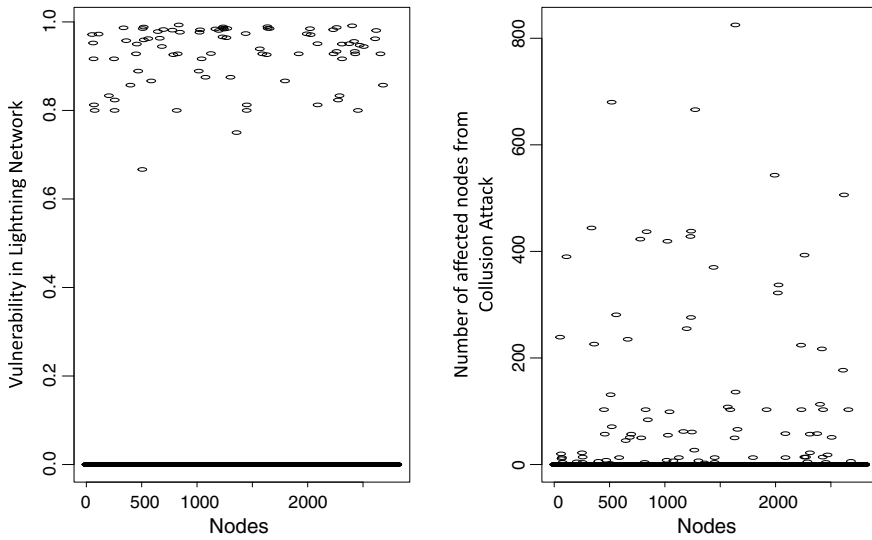 Vulnerability in Lightning Network
1.0
0.8
0.6
0.4
0.2
0.0
0 500 1000 2000
Nodes
Number of affected nodes from
Collusion Attack
800
600
400
200
0
0 500 1000 2000
Nodes